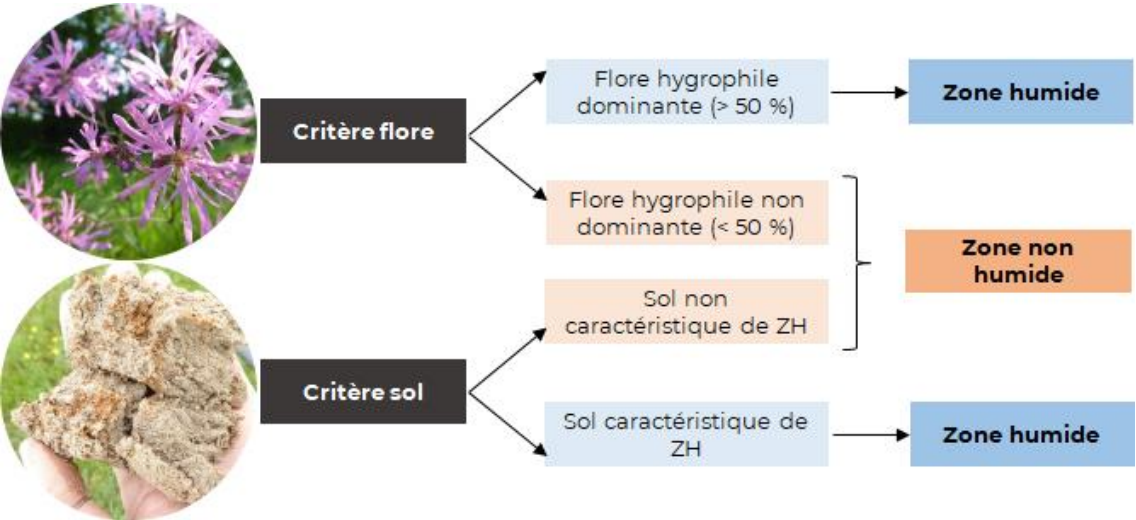 Critère flore
Flore hygrophile
dominante (> 50 %)
Zone humide
Flore hygrophile non
dominante (< 50 %)
Zone non
humide
Sol non
caractéristique de ZH
Critère sol
Sol caractéristique de
ZH
Zone humide